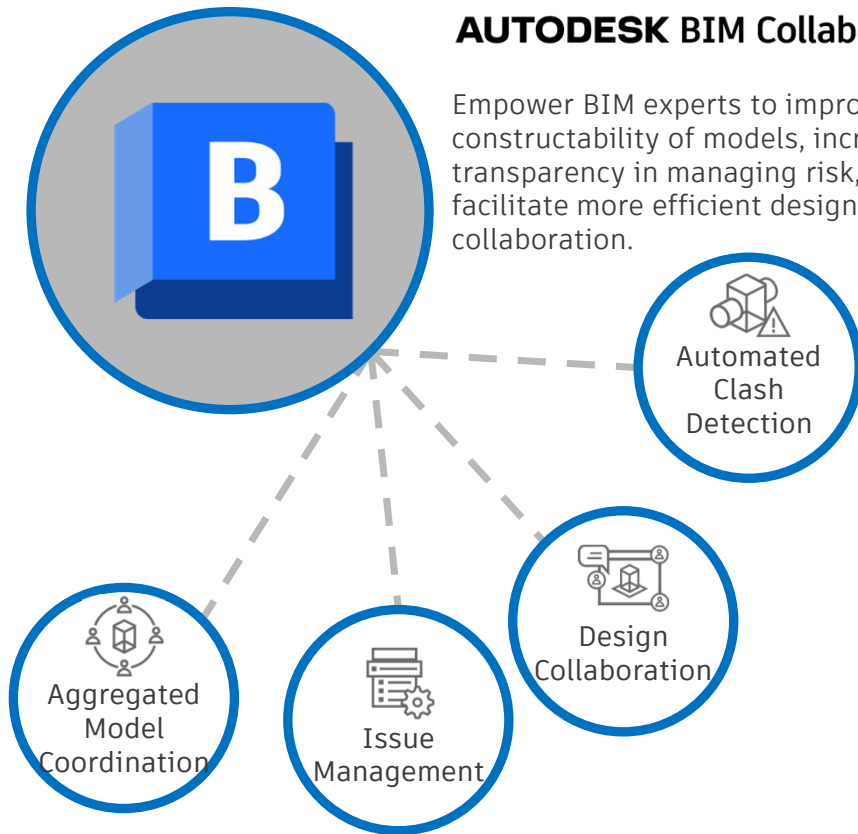 AUTODESK BIM Collabo
Empower BIM experts to impro
constructability of models, incr
transparency in managing risk,
facilitate more efficient design
collaboration.
B
Automated
Clash
Detection
Design
Collaboration
Aggregated
Model
Coordination
Issue
Management